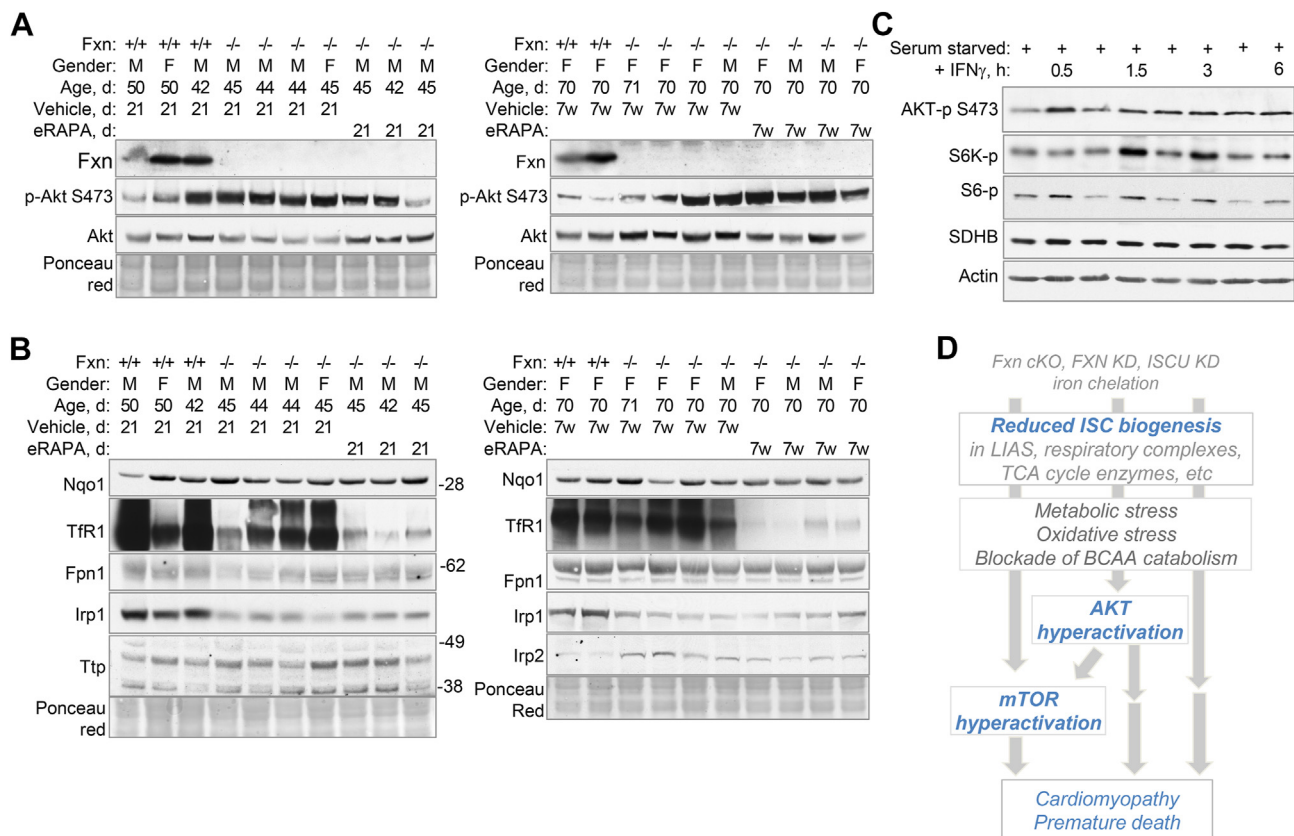 A
Fxn: +/+ +/+ +/+ -/- -/- -/- -/- -/- -/- -/-
Gender: M F M M M M F M M M
Age, d: 50 50 42 45 44 44 45 45 42 45
Vehicle, d: 21 21 21 21 21 21 21
eRAPA, d: 21 21 21
Fxn
p-Akt S473
Akt
Ponceau
red
Fxn: +/+ +/+ -/- -/- -/- -/- -/- -/- -/- -/-
Gender: F F F F F M F M M F
Age, d: 70 70 71 70 70 70 70 70 70 70
Vehicle: 7w 7w 7w 7w 7w 7w
eRAPA: 7w 7w 7w 7w
Fxn
p-Akt S473
Akt
Ponceau
red
C
Serum starved: + + + + + + + +
+ IFNγ, h: 0.5 1.5 3 6
AKT-p S473
S6K-p
S6-p
SDHB
Actin
B
Fxn: +/+ +/+ +/+ -/- -/- -/- -/- -/- -/- -/-
Gender: M F M M M M F M M M
Age, d: 50 50 42 45 44 44 45 45 42 45
Vehicle, d: 21 21 21 21 21 21 21
eRAPA, d: 21 21 21
Nqo1 -28
TfR1
Fpn1 -62
Irp1
-49
Ttp
-38
Ponceau
red
Fxn: +/+ +/+ -/- -/- -/- -/- -/- -/- -/- -/-
Gender: F F F F F M F M M F
Age, d: 70 70 71 70 70 70 70 70 70 70
Vehicle: 7w 7w 7w 7w 7w 7w
eRAPA: 7w 7w 7w 7w
Nqo1
TfR1
Fpn1
Irp1
Irp2
Ponceau
Red
D
Fxn cKO, FXN KD, ISCU KD
iron chelation
Reduced ISC biogenesis
in LIAS, respiratory complexes,
TCA cycle enzymes, etc
Metabolic stress
Oxidative stress
Blockade of BCAA catabolism
AKT
hyperactivation
mTOR
hyperactivation
Cardiomyopathy
Premature death